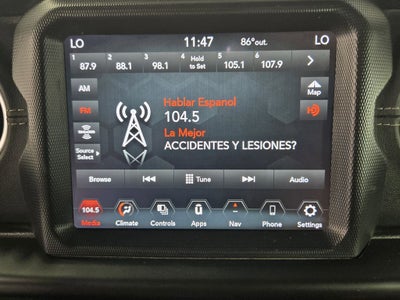 LO 11:47 86° out. LO
1 87.9 2 88.1 3 98.1 4 Hold to Set 5 105.1 6 107.9
AM
FM
Source Select
Map
Hablar Espanol
104.5
La Mejor
ACCIDENTES Y LESIONES?
Browse Tune Audio
104.5
Media Climate Controls Apps Nav Phone Settings